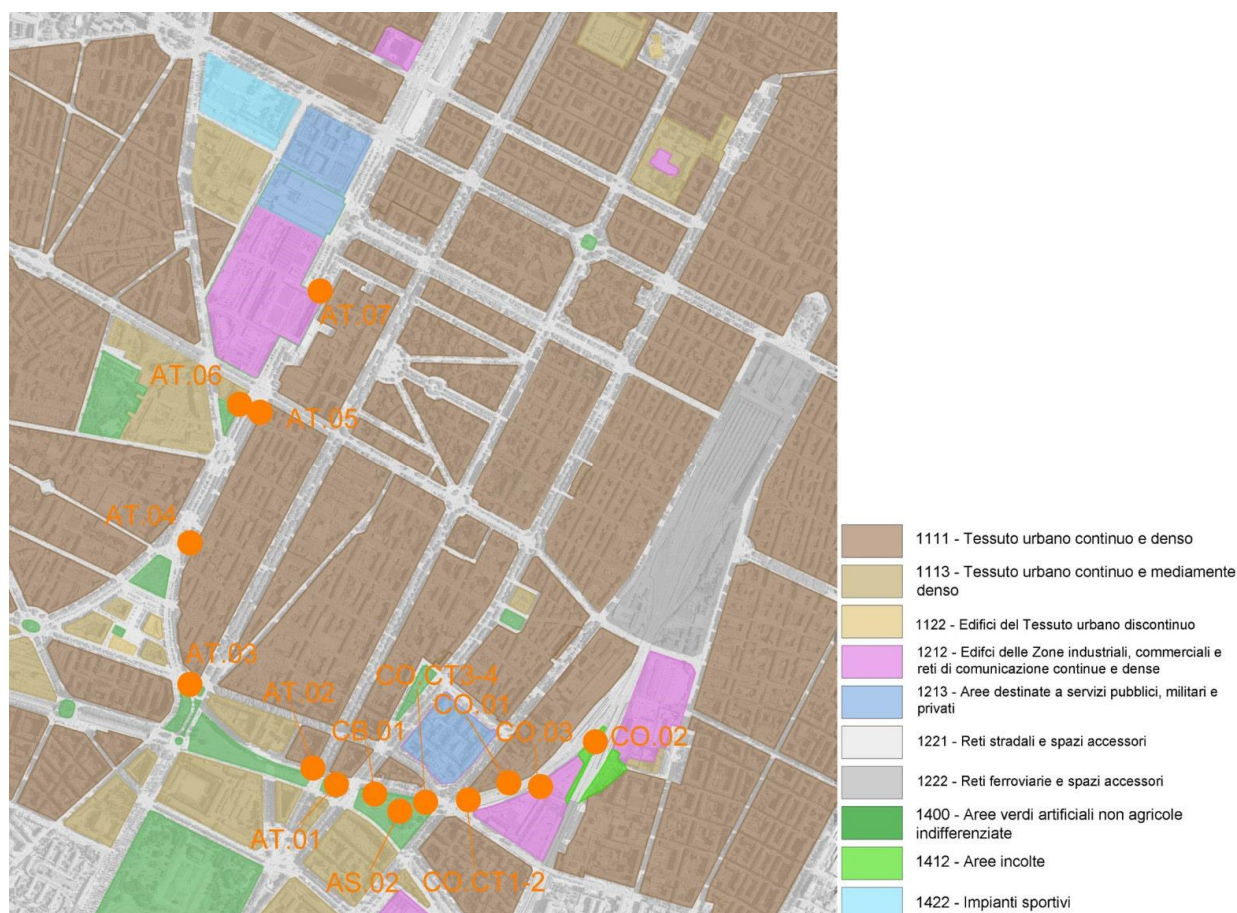 AT.07
AT.06
AT.05
AT.04
AT.03
CO.CT3-4
AT.02
CO.01
CB.01
CO.03
CO.02
AT.01
AS.02
CO.CT1-2
1111 - Tessuto urbano continuo e denso
1113 - Tessuto urbano continuo e mediamente
denso
1122 - Edifici del Tessuto urbano discontinuo
1212 - Edifci delle Zone industriali, commerciali e
reti di comunicazione continue e dense
1213 - Aree destinate a servizi pubblici, militari e
privati
1221 - Reti stradali e spazi accessori
1222 - Reti ferroviarie e spazi accessori
1400 - Aree verdi artificiali non agricole
indifferenziate
1412 - Aree incolte
1422 - Impianti sportivi